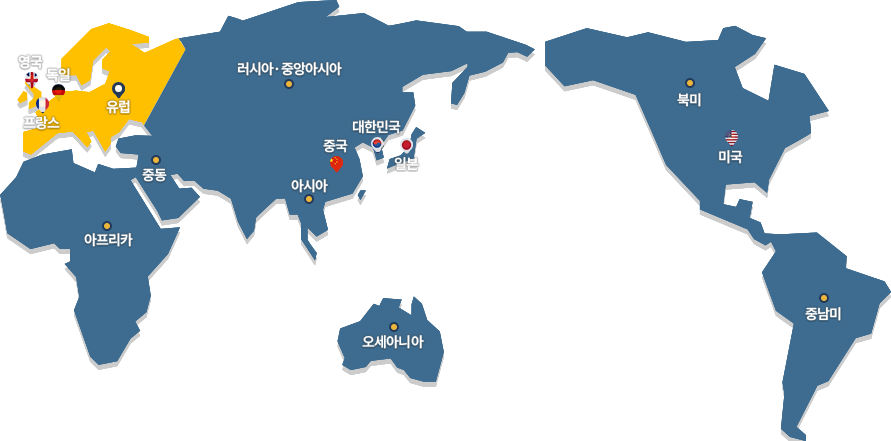 영국
독일
프랑스
유럽
러시아·중앙아시아
대한민국
중국
일본
중동
아시아
아프리카
오세아니아
북미
미국
중남미